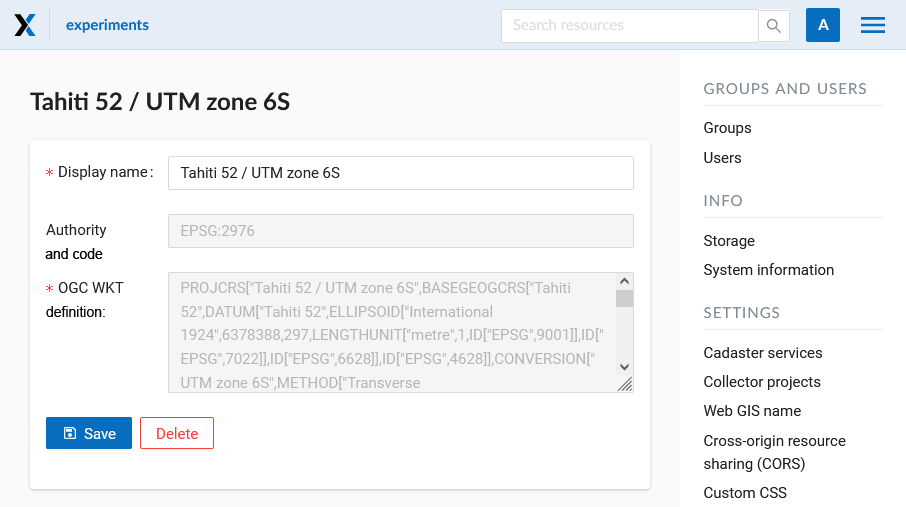 experiments
Search resources
A
Tahiti 52 / UTM zone 6S
* Display name:
Tahiti 52 / UTM zone 6S
Authority
and code
EPSG:2976
* OGC WKT
definition:
PROJCRS["Tahiti 52 / UTM zone 6S",BASEGEOGCRS["Tahiti
52",DATUM["Tahiti 52",ELLIPSOID["International
1924",6378388,297,LENGTHUNIT["metre",1,ID["EPSG",9001]],ID["
EPSG",7022]],ID["EPSG",6628]],ID["EPSG",4628]],CONVERSION["
UTM zone 6S",METHOD["Transverse
Save
Delete
GROUPS AND USERS
Groups
Users
INFO
Storage
System information
SETTINGS
Cadaster services
Collector projects
Web GIS name
Cross-origin resource
sharing (CORS)
Custom CSS